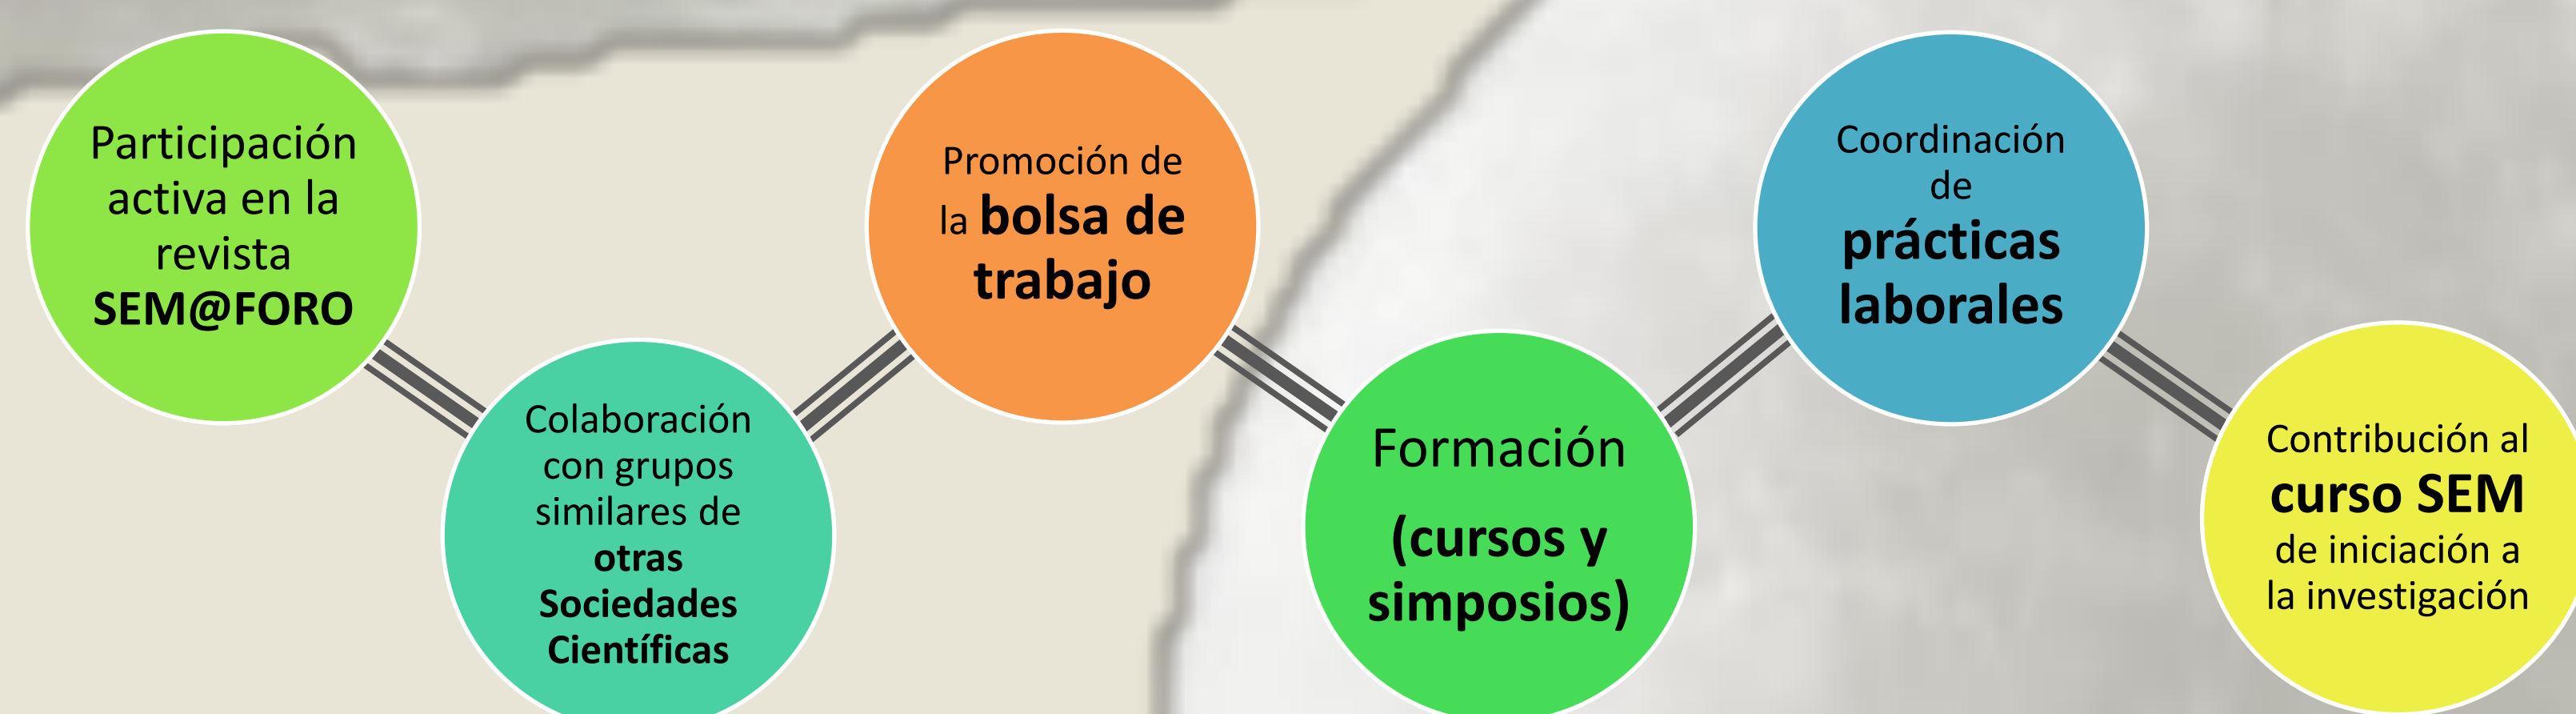 Participación
activa en la
revista
SEM@FORO
Colaboración
con grupos
similares de
otras
Sociedades
Científicas
Promoción de
la bolsa de
trabajo
Formación
(cursos y
simposios)
Coordinación
de
prácticas
laborales
Contribución al
curso SEM
de iniciación a
la investigación